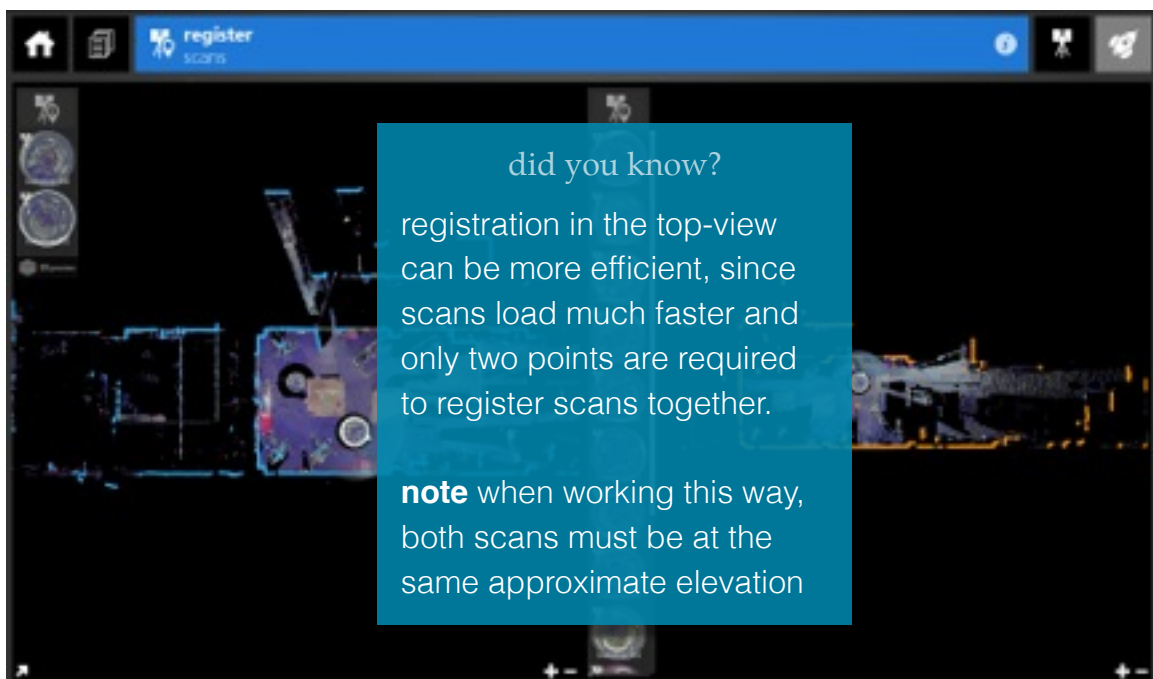 register
scans
did you know?
registration in the top-view
can be more efficient, since
scans load much faster and
only two points are required
to register scans together.
note when working this way,
both scans must be at the
same approximate elevation